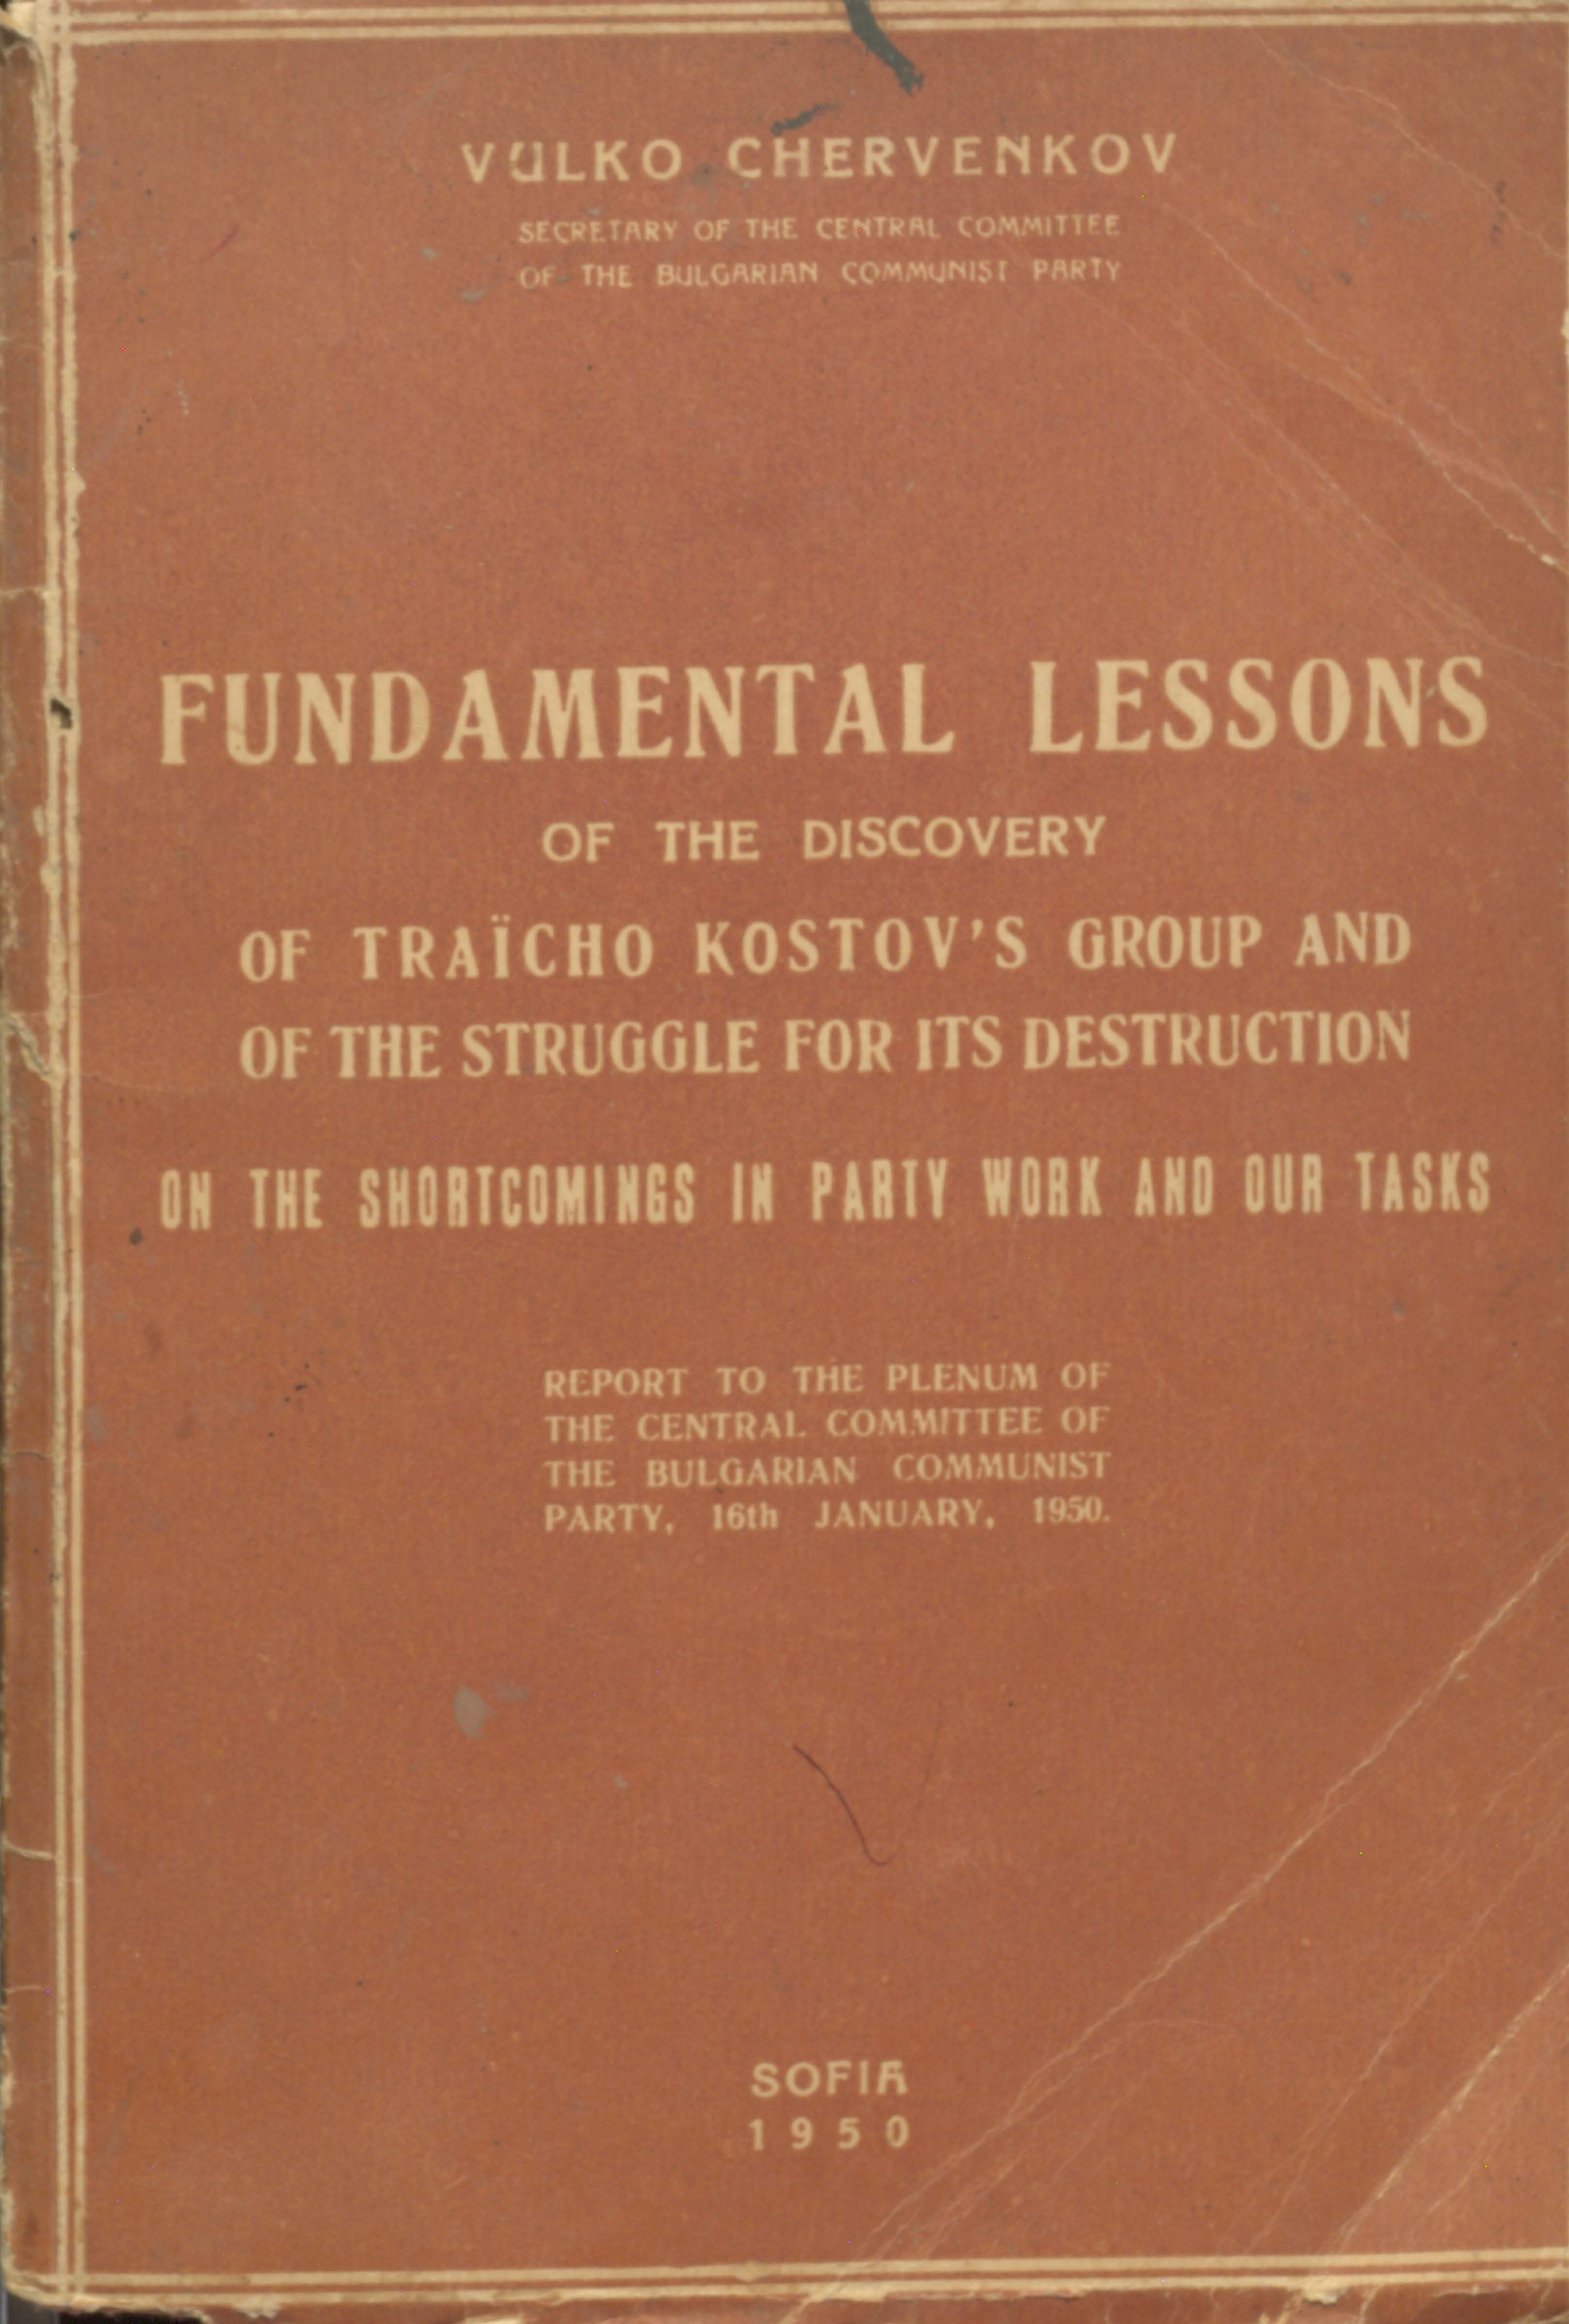 VULKO CHERVENKOV
SECRETARY OF THE CENTRAL COMMITTEE
OF THE BULGARIAN COMMUNIST PARTY
FUNDAMENTAL LESSONS
OF THE DISCOVERY
OF TRAÏCHO KOSTOV'S GROUP AND
OF THE STRUGGLE FOR ITS DESTRUCTION
ON THE SHORTCOMINGS IN PARTY WORK AND OUR TASKS
REPORT TO THE PLENUM OF
THE CENTRAL COMMITTEE OF
THE BULGARIAN COMMUNIST
PARTY, 16th JANUARY, 1950.
SOFIA
1950